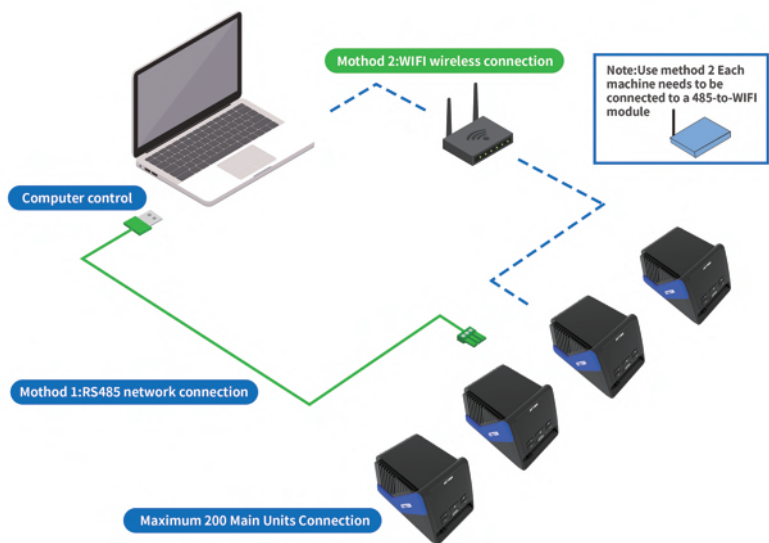 Mothod 2:WIFI wireless connection
Note:Use method 2 Each
machine needs to be
connected to a 485-to-WIFI
module
Computer control
Mothod 1:RS485 network connection
Maximum 200 Main Units Connection